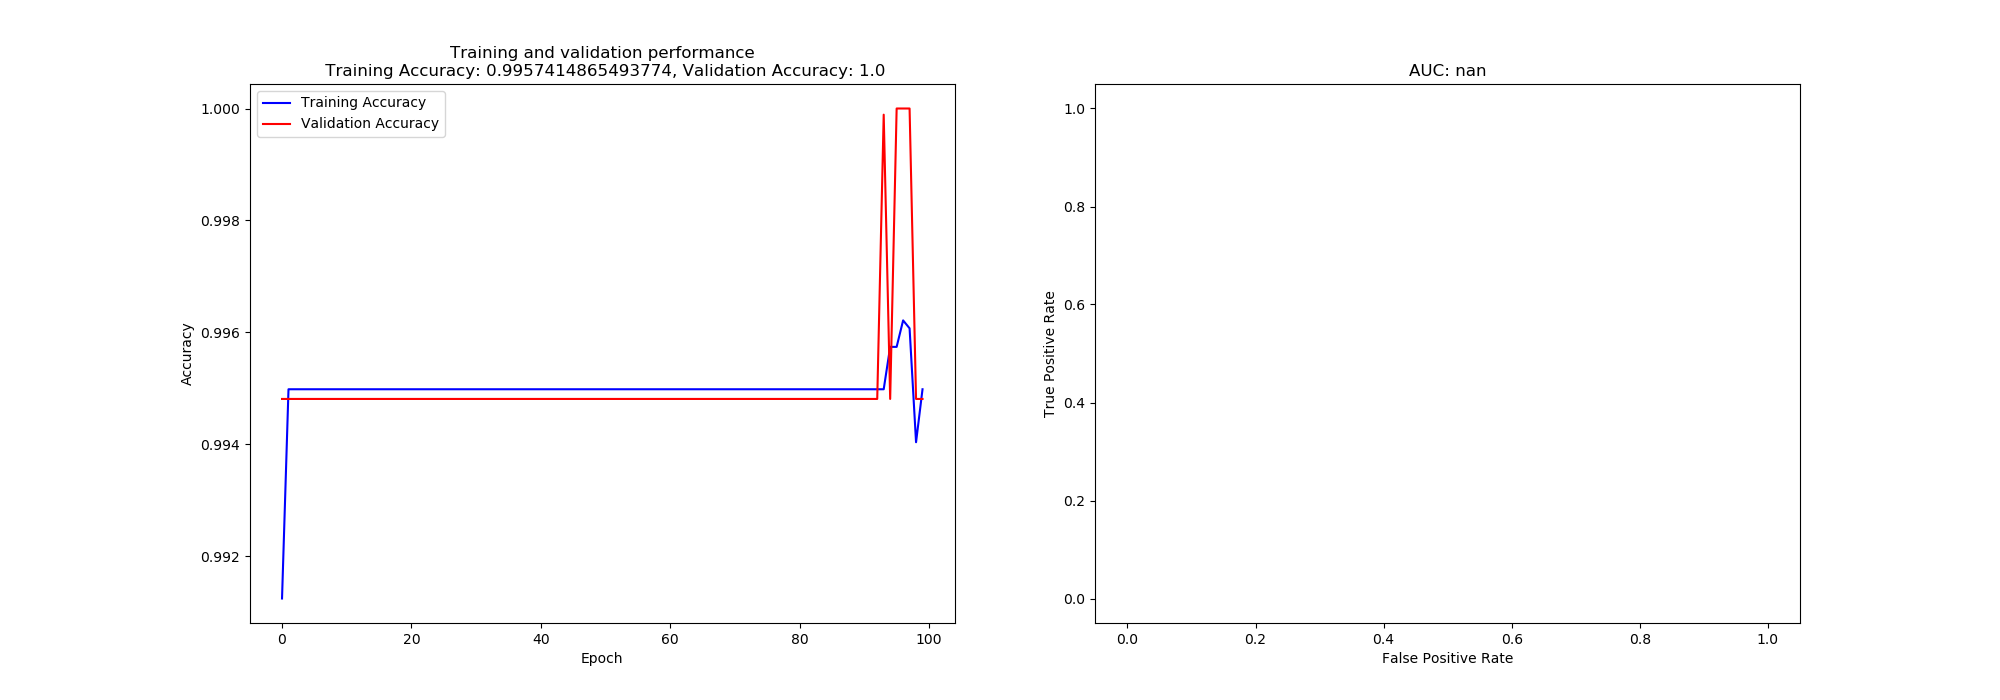 Training and validation performance
Training Accuracy: 0.9957414865493774, Validation Accuracy: 1.0
Training Accuracy
Validation Accuracy
1.000
0.998
0.996
0.994
0.992
Accuracy
0
20
40
60
80
100
Epoch
AUC: nan
1.0
0.8
0.6
0.4
0.2
0.0
True Positive Rate
0.0
0.2
0.4
0.6
0.8
1.0
False Positive Rate